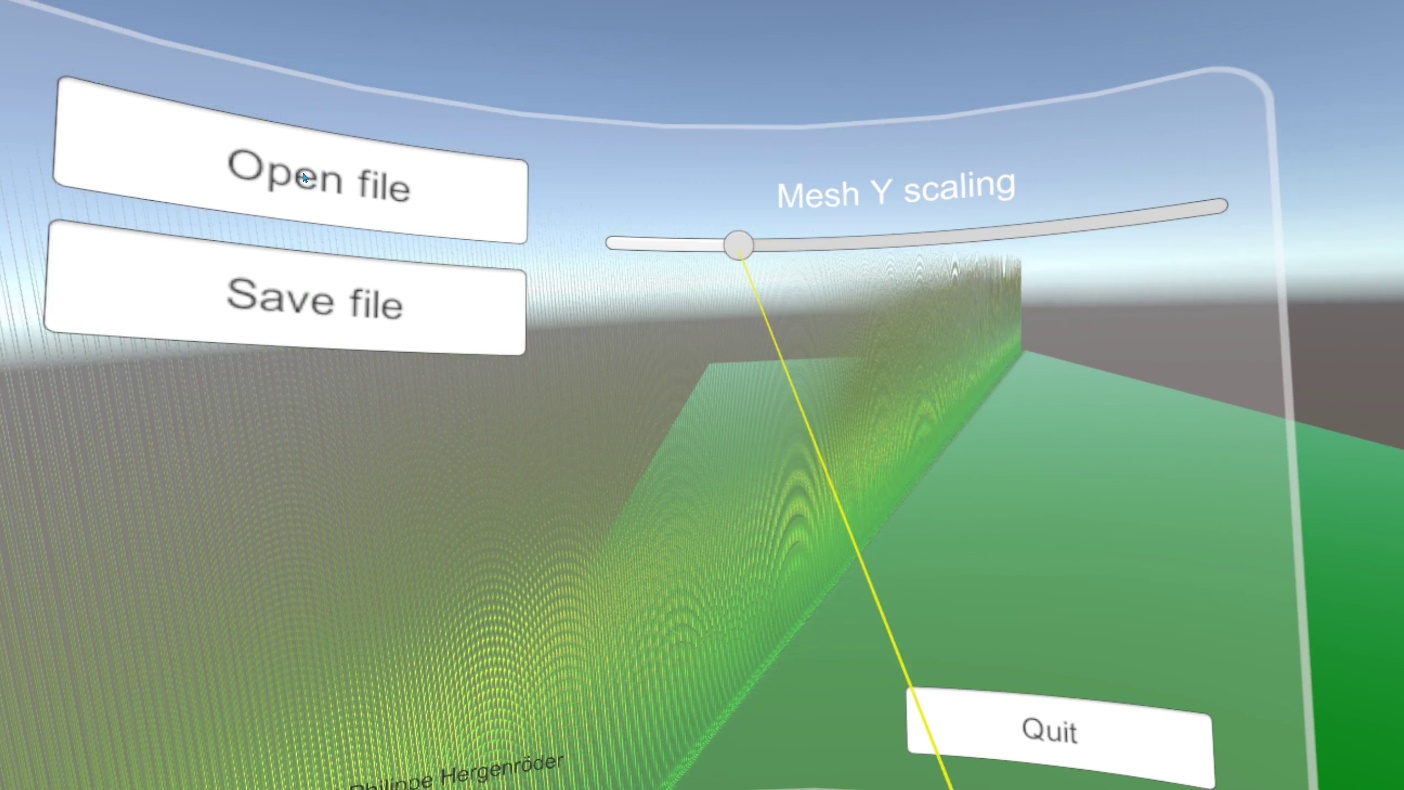 Open file
Save file
Mesh Y scaling
Quit
Philippe Hergenröder